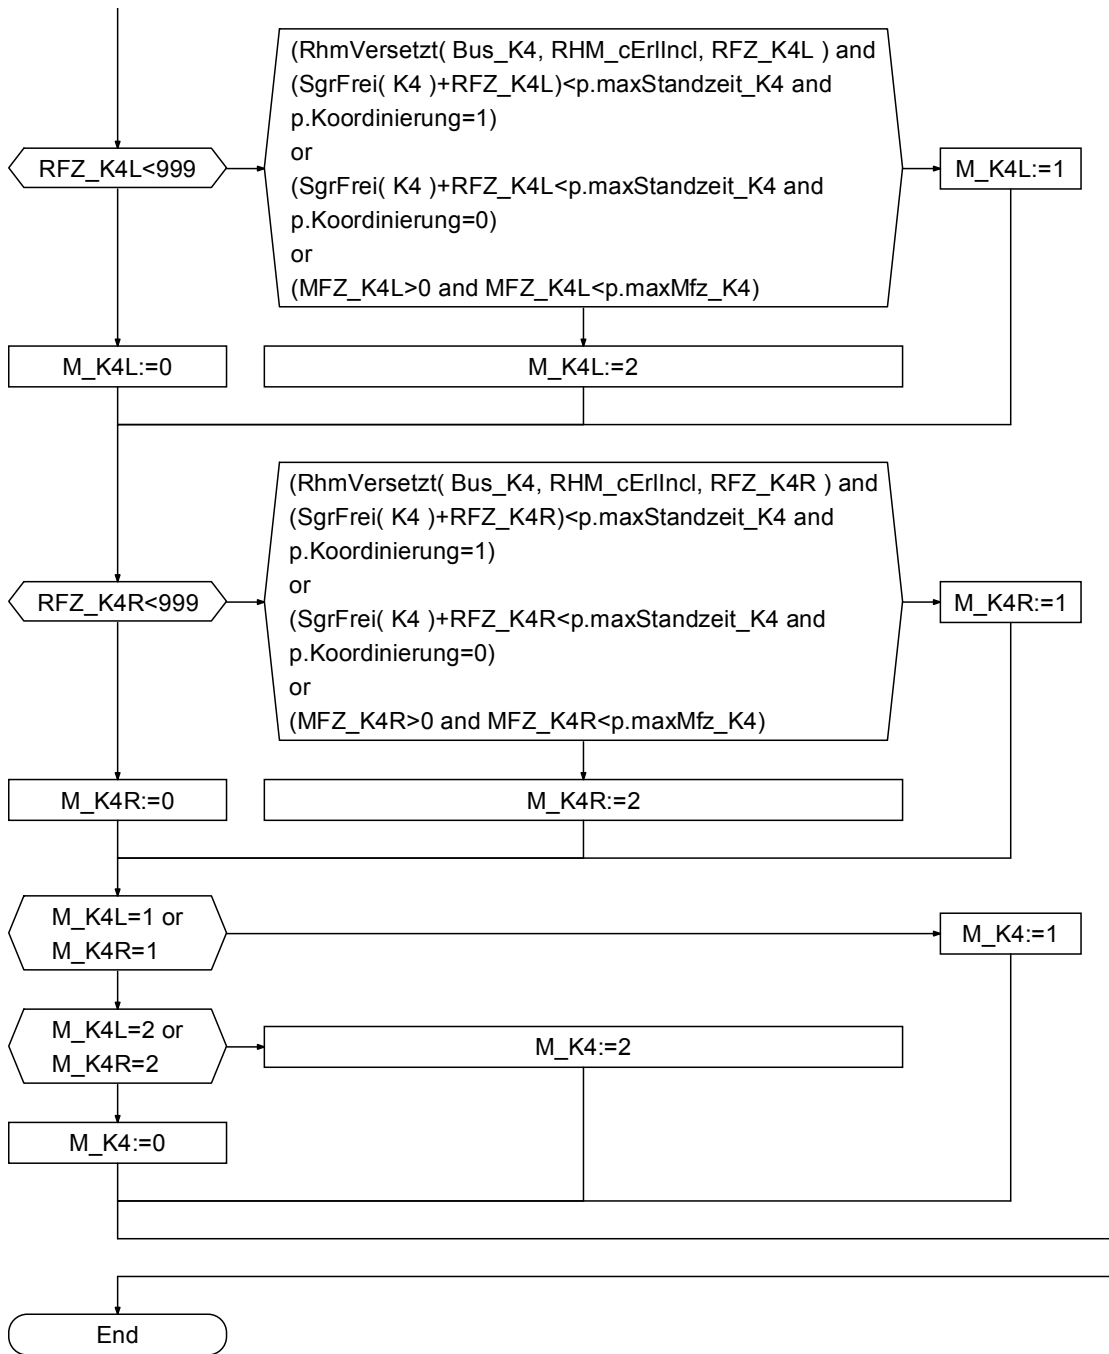 (RhmVersetzt( Bus_K4, RHM_cErlIncl, RFZ_K4L ) and
(SgrFrei( K4 )+RFZ_K4L)<p.maxStandzeit_K4 and
p.Koordinierung=1)
or
(SgrFrei( K4 )+RFZ_K4L<p.maxStandzeit_K4 and
p.Koordinierung=0)
or
(MFZ_K4L>0 and MFZ_K4L<p.maxMfz_K4)
RFZ_K4L<999
M_K4L:=1
M_K4L:=0
M_K4L:=2
(RhmVersetzt( Bus_K4, RHM_cErlIncl, RFZ_K4R ) and
(SgrFrei( K4 )+RFZ_K4R)<p.maxStandzeit_K4 and
p.Koordinierung=1)
or
(SgrFrei( K4 )+RFZ_K4R<p.maxStandzeit_K4 and
p.Koordinierung=0)
or
(MFZ_K4R>0 and MFZ_K4R<p.maxMfz_K4)
RFZ_K4R<999
M_K4R:=1
M_K4R:=0
M_K4R:=2
M_K4L=1 or
M_K4R=1
M_K4:=1
M_K4L=2 or
M_K4R=2
M_K4:=2
M_K4:=0
End